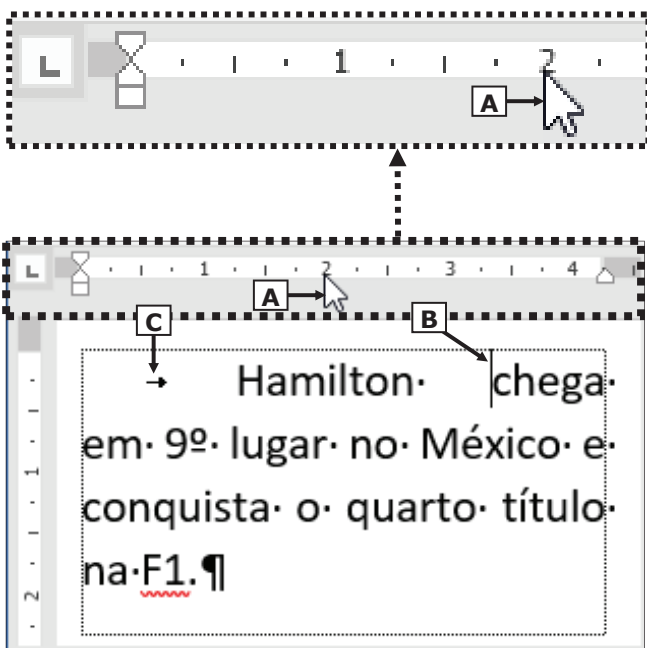 L 1 2
A
L 1 2 3 4
A
C B
Hamilton· chega·
em· 9º· lugar· no· México· e·
1
conquista· o· quarto· título·
na·F1.¶
2